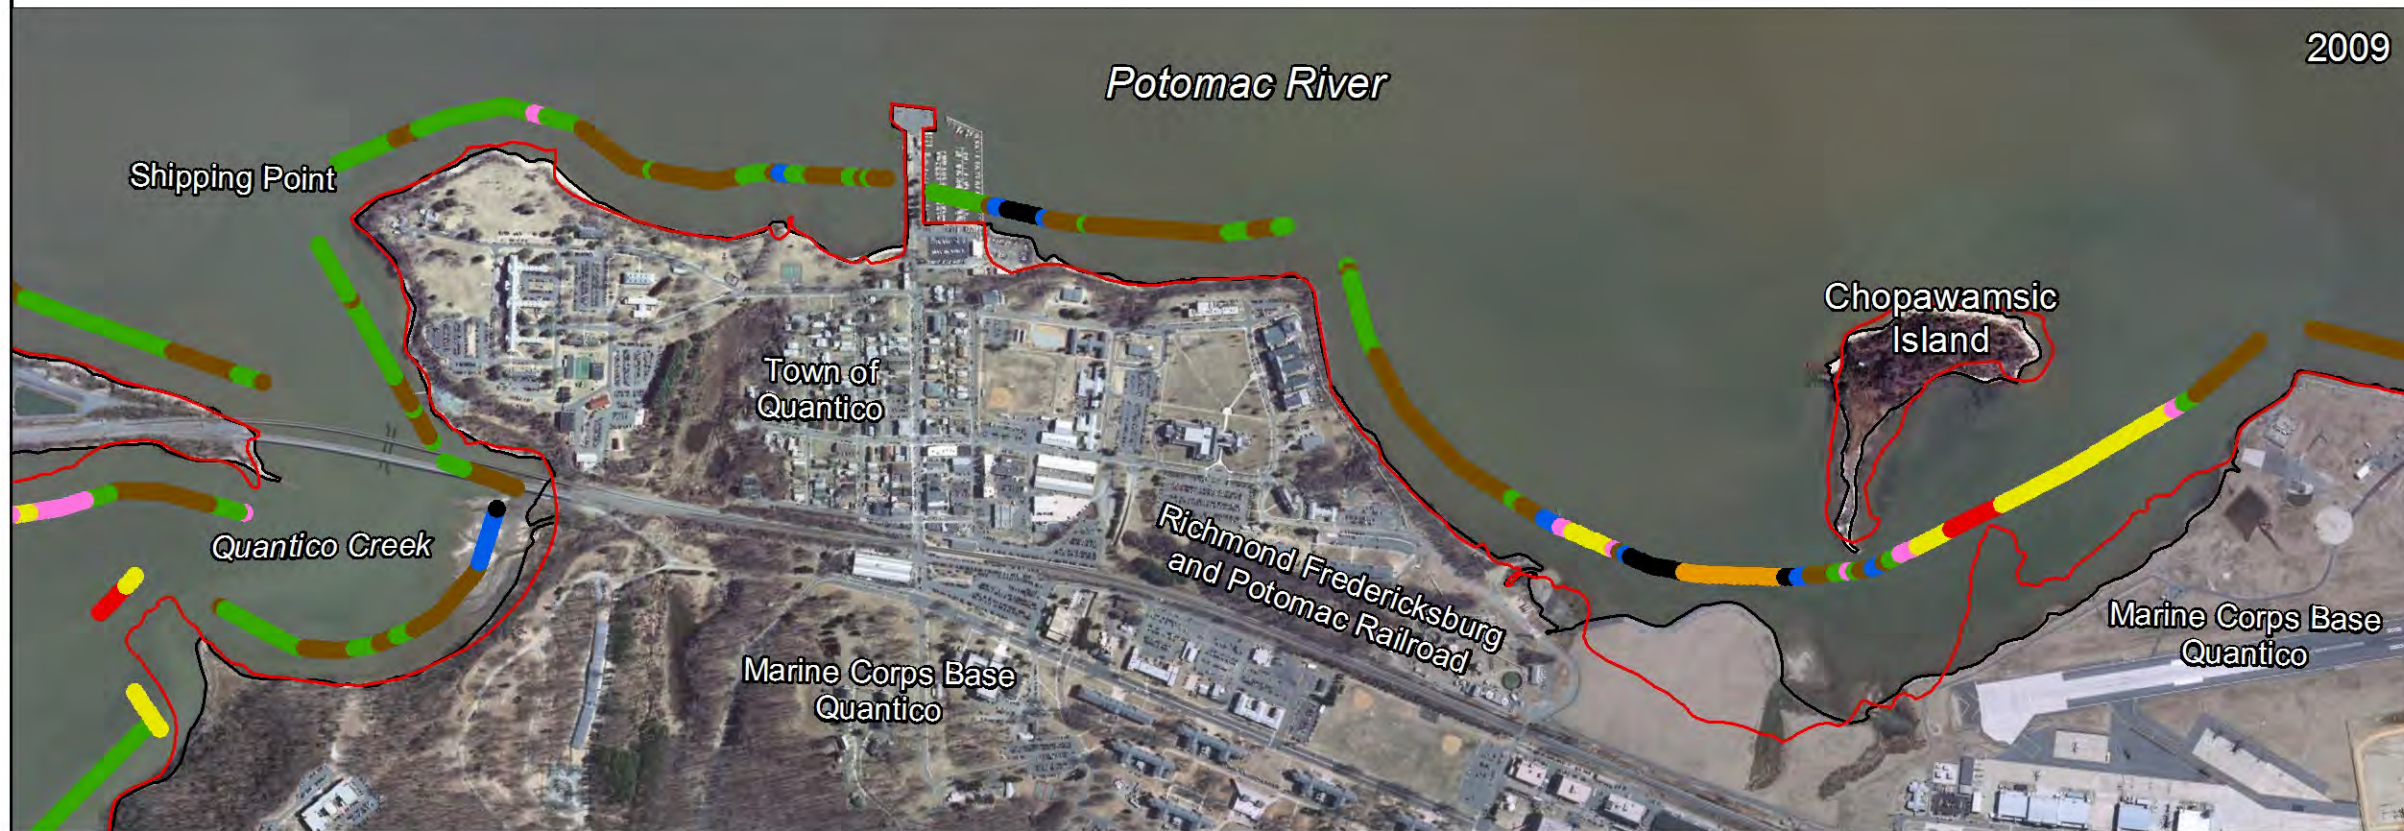 2009
Potomac River
Shipping Point
Chopawamsic
Island
Town of
Quantico
Quantico Creek
Richmond Fredericksburg
and Potomac Railroad
Marine Corps Base
Quantico
Marine Corps Base
Quantico